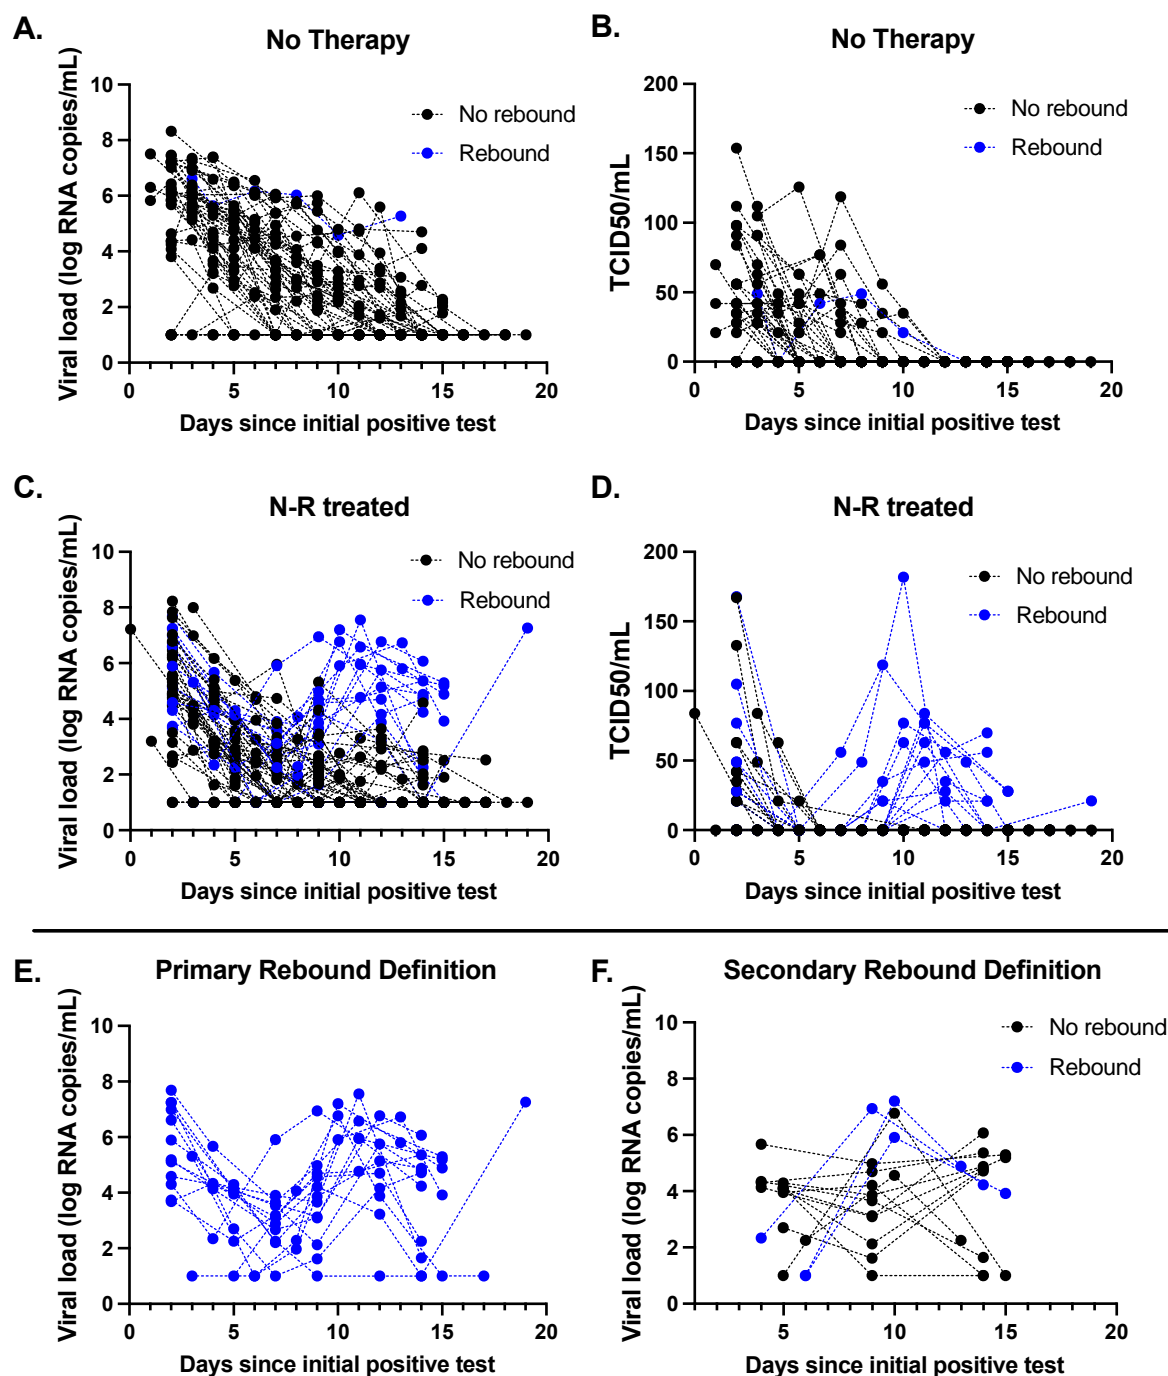 A.
No Therapy
Viral load (log RNA copies/mL)
10
8
6
4
2
0
No rebound
Rebound
0 5 10 15 20
Days since initial positive test
B.
No Therapy
TCID50/mL
200
150
100
50
0
No rebound
Rebound
0 5 10 15 20
Days since initial positive test
C.
N-R treated
Viral load (log RNA copies/mL)
10
8
6
4
2
0
No rebound
Rebound
0 5 10 15 20
Days since initial positive test
D.
N-R treated
TCID50/mL
200
150
100
50
0
No rebound
Rebound
0 5 10 15 20
Days since initial positive test
E.
Primary Rebound Definition
Viral load (log RNA copies/mL)
10
8
6
4
2
0
0 5 10 15 20
Days since initial positive test
F.
Secondary Rebound Definition
Viral load (log RNA copies/mL)
10
8
6
4
2
0
No rebound
Rebound
5 10 15 20
Days since initial positive test